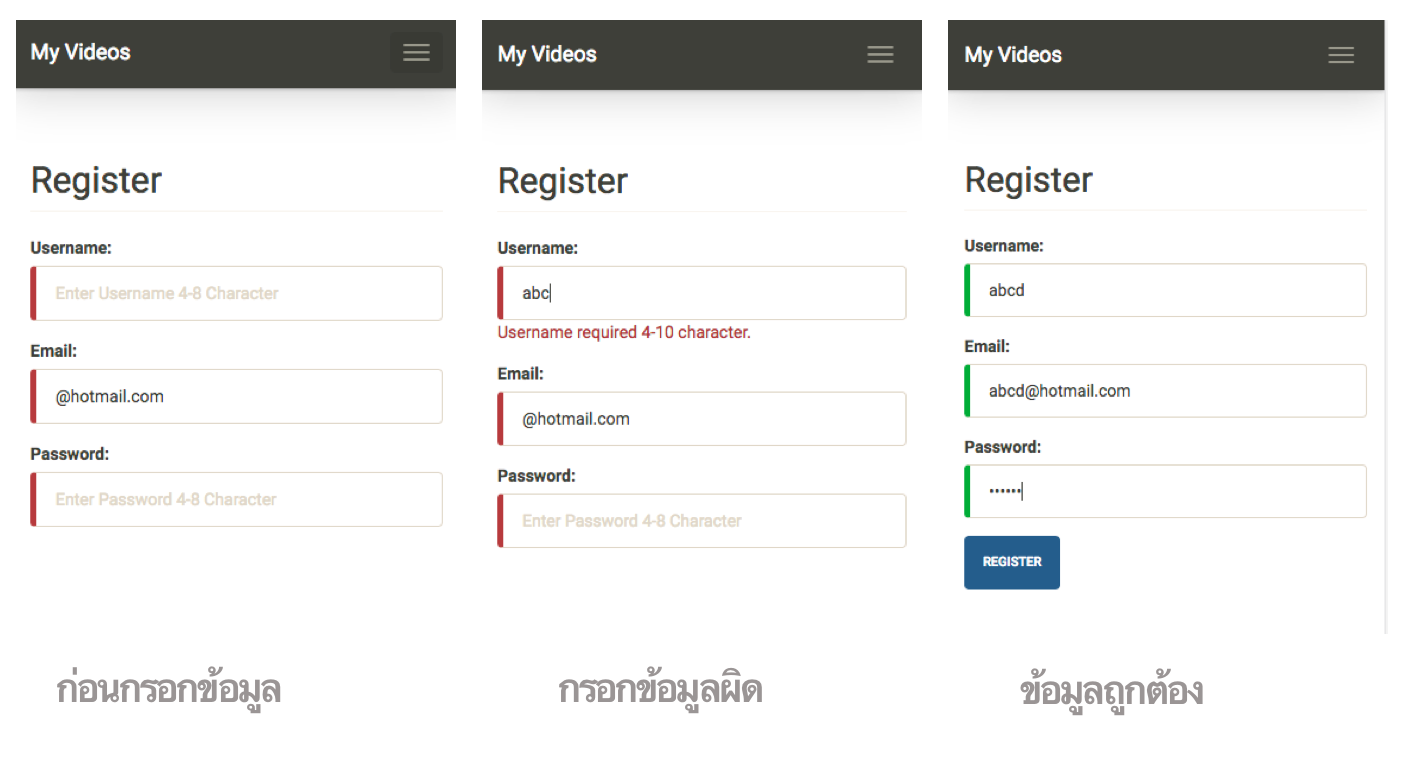 My Videos
Register
Username:
Enter Username 4-8 Character
Email:
@hotmail.com
Password:
Enter Password 4-8 Character
ก่อนกรอกข้อมูล
My Videos
Register
Username:
abc
Username required 4-10 character.
Email:
@hotmail.com
Password:
Enter Password 4-8 Character
กรอกข้อมูลผิด
My Videos
Register
Username:
abcd
Email:
abcd@hotmail.com
Password:
••••••
REGISTER
ข้อมูลถูกต้อง